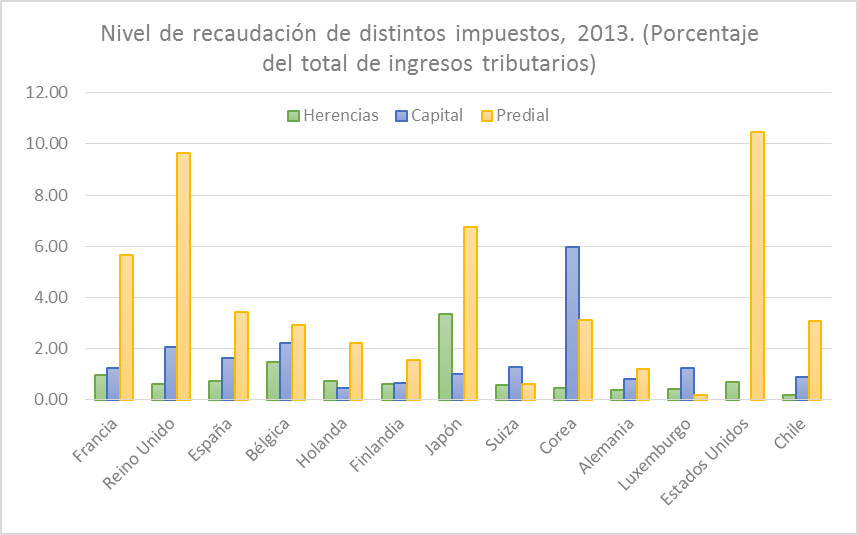 Nivel de recaudación de distintos impuestos, 2013. (Porcentaje
del total de ingresos tributarios)
12.00
Herencias Capital Predial
10.00
8.00
6.00
4.00
2.00
0.00
Francia
Reino Unido
España
Bélgica
Holanda
Finlandia
Japón
Suiza
Corea
Alemania
Luxemburgo
Estados Unidos
Chile